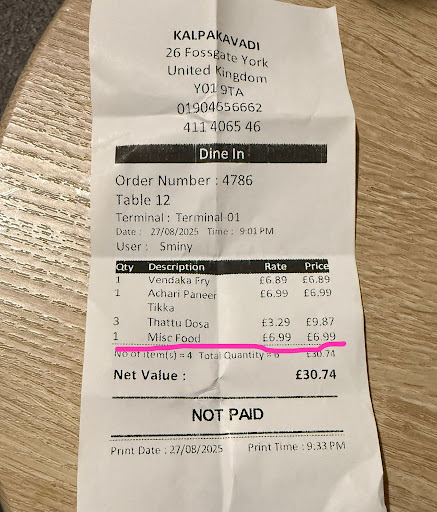 KALPAKAVADI
26 Fossgate York
United Kingdom
YO1 9TA
01904656662
411 4065 46
Dine In
Order Number : 4786
Table 12
Terminal : Terminal-01
Date : 27/08/2025 Time : 9:01 PM
User : Sminy
Qty Description Rate Price
1 Vendaka Fry £6.89 £6.89
1 Achari Paneer £6.99 £6.99
Tikka
3 Thattu Dosa £3.29 £9.87
1 Misc Food £6.99 £6.99
No of item(s) = 4 Total Quantity = 6 £30.74
Net Value : £30.74
NOT PAID
Print Date : 27/08/2025 Print Time : 9:33 PM